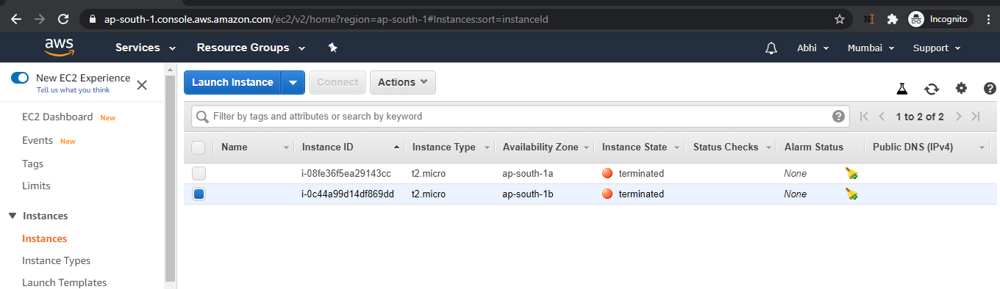 ap-south-1.console.aws.amazon.com/ec2/v2/home?region=ap-south-1#Instances:sort=instanceId
Incognito
aws Services Resource Groups Abhi Mumbai Support
New EC2 Experience
Tell us what you think
EC2 Dashboard New
Events New
Tags
Limits
Instances
Instances
Instance Types
Launch Templates
Launch Instance Connect Actions
Filter by tags and attributes or search by keyword ? 1 to 2 of 2
Name Instance ID Instance Type Availability Zone Instance State Status Checks Alarm Status Public DNS (IPv4)
i-08fe36f5ea29143cc t2.micro ap-south-1a terminated None
i-0c44a99d14df869dd t2.micro ap-south-1b terminated None